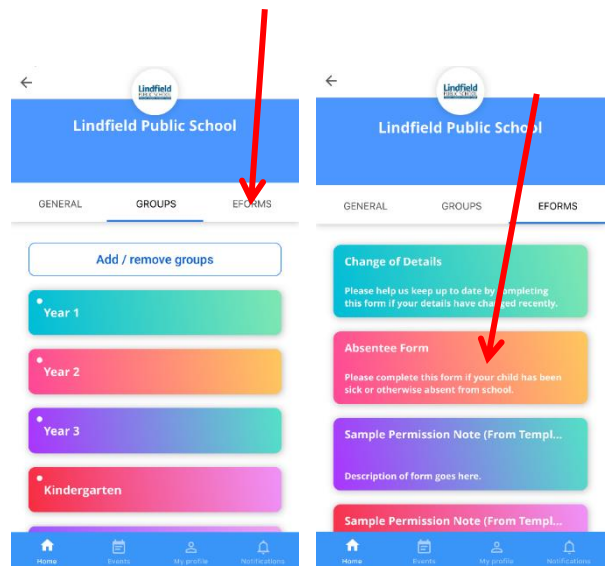 Lindfield
Lindfield Public School
GENERAL GROUPS EFORMS
Add / remove groups
Year 1
Year 2
Year 3
Kindergarten
Home Events My profile Notifications
Lindfield
Lindfield Public School
GENERAL GROUPS EFORMS
Change of Details
Please help us keep up to date by completing
this form if your details have changed recently.
Absentee Form
Please complete this form if your child has been
sick or otherwise absent from school.
Sample Permission Note (From Templ...
Description of form goes here.
Sample Permission Note (From Templ...
Home Events My profile Notifications